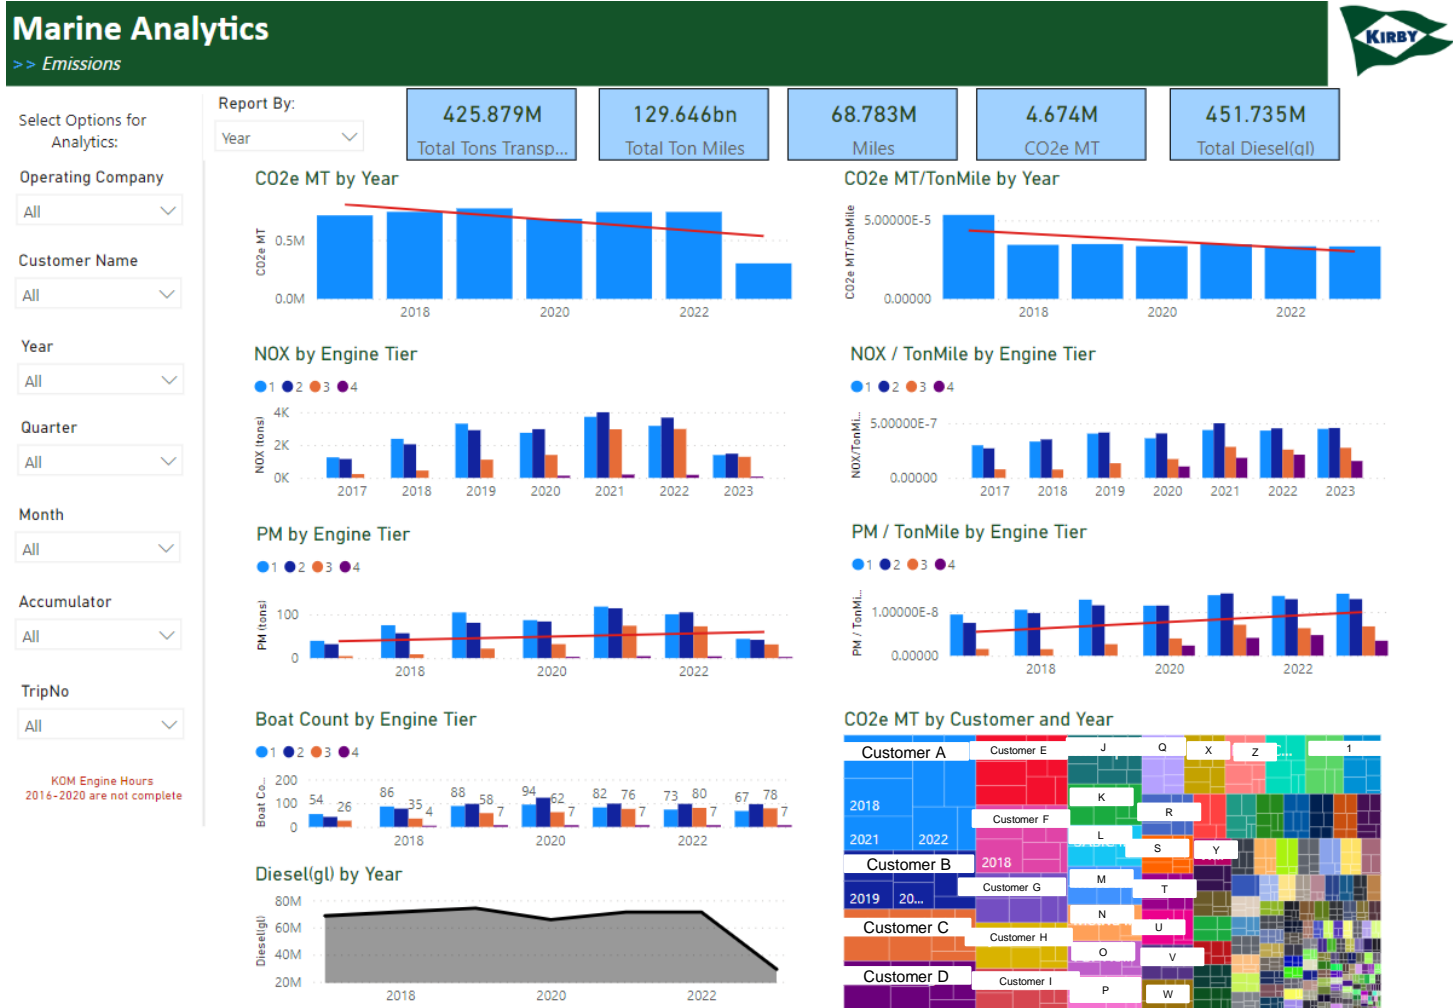 Marine Analytics
>> Emissions
KIRBY
Select Options for
Analytics:
Operating Company
All
Customer Name
All
Year
All
Quarter
All
Month
All
Accumulator
All
TripNo
All
KOM Engine Hours
2016-2020 are not complete
Report By:
Year
425.879M
Total Tons Transp...
129.646bn
Total Ton Miles
68.783M
Miles
4.674M
CO2e MT
451.735M
Total Diesel(gl)
CO2e MT by Year
CO2e MT
0.5M
0.0M
2018 2020 2022
CO2e MT/TonMile by Year
CO2e MT/TonMile
5.00000E-5
0.00000
2018 2020 2022
NOX by Engine Tier
1 2 3 4
NOX (tons)
4K
2K
0K
2017 2018 2019 2020 2021 2022 2023
NOX / TonMile by Engine Tier
1 2 3 4
NOX/TonMi...
5.00000E-7
0.00000
2017 2018 2019 2020 2021 2022 2023
PM by Engine Tier
1 2 3 4
PM (tons)
100
0
2018 2020 2022
PM / TonMile by Engine Tier
1 2 3 4
PM / TonMi...
1.00000E-8
0.00000
2018 2020 2022
Boat Count by Engine Tier
1 2 3 4
Boat Co...
200
100
0
54 26 86 35 4 88 58 7 94 62 7 82 76 7 73 80 7 67 78 7
2018 2020 2022
Diesel(gl) by Year
Diesel(gl)
80M
60M
40M
20M
2018 2020 2022
CO2e MT by Customer and Year
Customer A
2018
2021 2022
Customer B
2019 20...
Customer C
Customer D
Customer E
Customer F
2018
Customer G
Customer H
Customer I
J
K
L
M
N
O
P
Q
R
S
T
U
V
W
X
Y
Z
C...
1